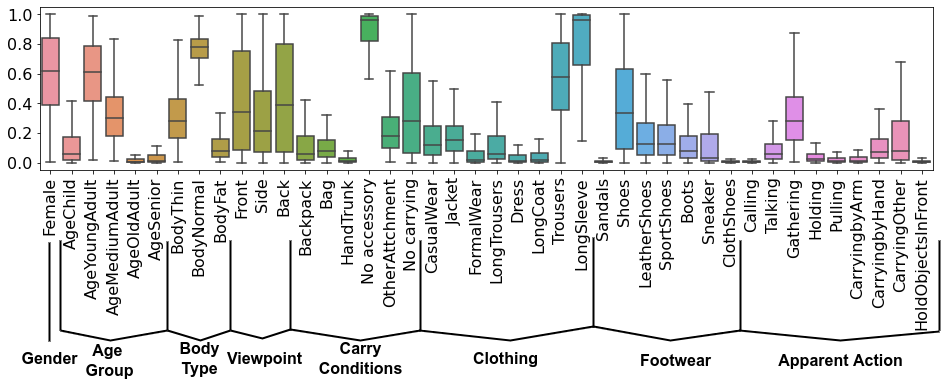 1.0
0.8
0.6
0.4
0.2
0.0
Female
AgeChild
AgeYoungAdult
AgeMediumAdult
AgeOldAdult
AgeSenior
BodyThin
BodyNormal
BodyFat
Front
Side
Back
Backpack
Bag
HandTrunk
No accessory
OtherAttchment
No carrying
CasualWear
Jacket
FormalWear
LongTrousers
Dress
LongCoat
Trousers
LongSleeve
Sandals
Shoes
LeatherShoes
SportShoes
Boots
Sneaker
ClothShoes
Calling
Talking
Gathering
Holding
Pulling
CarryingbyArm
CarryingbyHand
CarryingOther
HoldObjectsInFront
Gender
Age
Group
Body
Type
Viewpoint
Carry
Conditions
Clothing
Footwear
Apparent Action